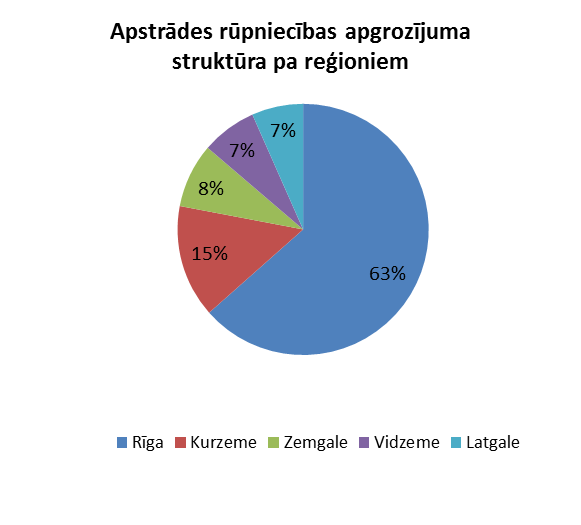 Apstrādes rūpniecības apgrozījuma
struktūra pa reģioniem
7%
7%
8%
15%
63%
Rīga Kurzeme Zemgale Vidzeme Latgale